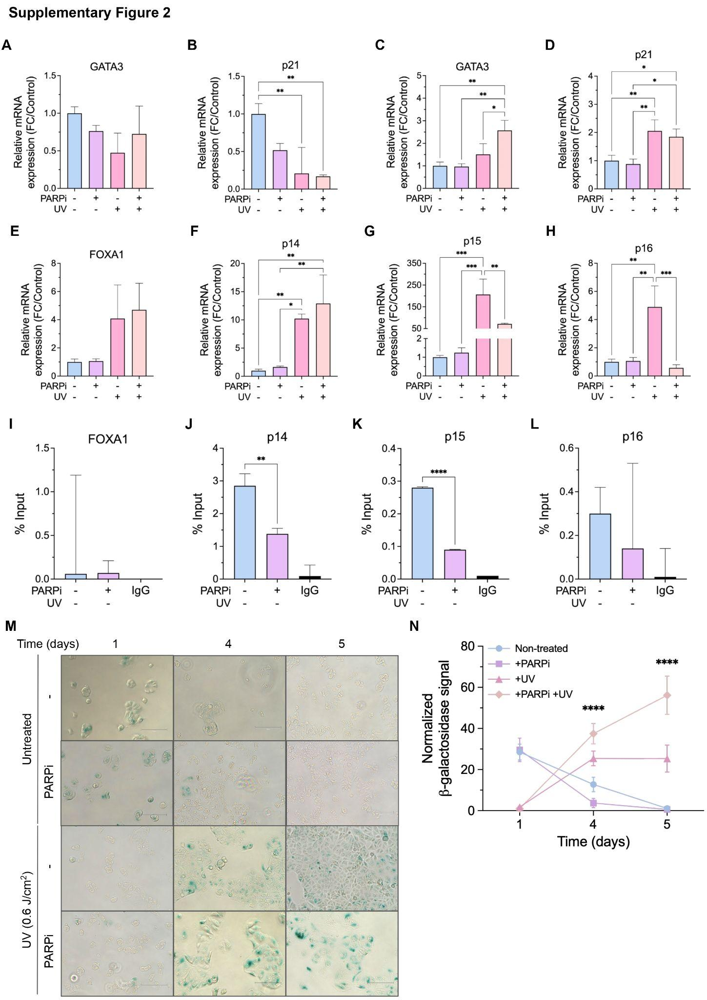 Supplementary Figure 2
A
GATA3
Relative mRNA
expression (FC/Control)
1.5
1.0
0.5
0.0
PARPi - + - +
UV - - + +
B
p21
Relative mRNA
expression (FC/Control)
1.5
1.0
0.5
0.0
**
**
PARPi - + - +
UV - - + +
C
GATA3
Relative mRNA
expression (FC/Control)
5
4
3
2
1
0
**
**
*
PARPi - + - +
UV - - + +
D
p21
Relative mRNA
expression (FC/Control)
4
3
2
1
0
*
*
**
**
PARPi - + - +
UV - - + +
E
FOXA1
Relative mRNA
expression (FC/Control)
8
6
4
2
0
PARPi - + - +
UV - - + +
F
p14
Relative mRNA
expression (FC/Control)
20
15
10
5
0
**
**
**
*
PARPi - + - +
UV - - + +
G
p15
Relative mRNA
expression (FC/Control)
350
250
150
50
2
1
0
***
*** **
PARPi - + - +
UV - - + +
H
p16
Relative mRNA
expression (FC/Control)
8
6
4
2
0
**
** ***
PARPi - + - +
UV - - + +
I
FOXA1
% Input
1.5
1.0
0.5
0.0
PARPi - + IgG
UV - -
J
p14
% Input
4
3
2
1
0
**
PARPi - + IgG
UV - -
K
p15
% Input
0.4
0.3
0.2
0.1
0.0
****
PARPi - + IgG
UV - -
L
p16
% Input
0.6
0.4
0.2
0.0
PARPi - + IgG
UV - -
M
Time (days) 1 4 5
Untreated
-
PARPi
UV (0.6 J/cm²)
-
PARPi
N
Normalized
β-galactosidase signal
80
60
40
20
0
Non-treated
+PARPi
+UV
+PARPi +UV
****
****
1 4 5
Time (days)